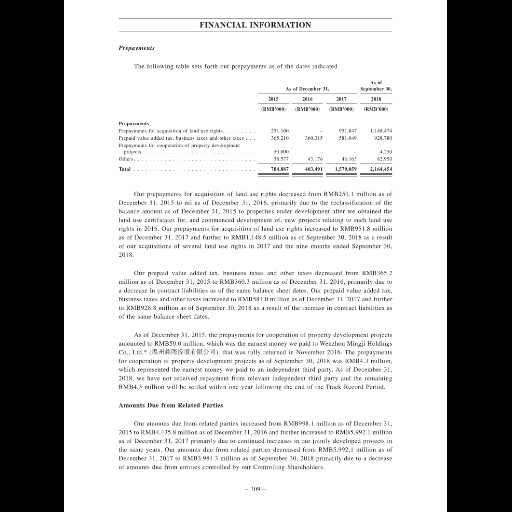 FINANCIAL INFORMATION
Prepayments
The following table sets forth our prepayments as of the dates indicated.
As of December 31, As of September 30,
2015 2016 2017 2018
(RMB'000) (RMB'000) (RMB'000) (RMB'000)
Prepayments
Prepayments for acquisition of land use rights. 251,100 – 951,847 1,148,474
Prepaid value added tax, business taxes and other taxes 365,210 360,315 581,049 928,780
Prepayments for cooperation of property development
projects. 50,000 4,250
Others. 38,577 43,176 46,163 82,950
Total 704,887 403,491 1,579,059 2,164,454
Our prepayments for acquisition of land use rights decreased from RMB251.1 million as of
December 31, 2015 to nil as of December 31, 2016, primarily due to the reclassification of the
balance amount as of December 31, 2015 to properties under development after we obtained the
land use certificates for, and commenced development of, new projects relating to such land use
rights in 2016. Our prepayments for acquisition of land use rights increased to RMB951.8 million
as of December 31, 2017 and further to RMB1,148.5 million as of September 30, 2018 as a result
of our acquisitions of several land use rights in 2017 and the nine months ended September 30,
2018.
Our prepaid value added tax, business taxes and other taxes decreased from RMB365.2
million as of December 31, 2015 to RMB360.3 million as of December 31, 2016, primarily due to
a decrease in contract liabilities as of the same balance sheet dates. Our prepaid value added tax,
business taxes and other taxes increased to RMB581.0 million as of December 31, 2017 and further
to RMB928.8 million as of September 30, 2018 as a result of the increase in contract liabilities as
of the same balance sheet dates.
As of December 31, 2015, the prepayments for cooperation of property development projects
amounted to RMB50.0 million, which was the earnest money we paid to Wenzhou Mingji Holdings
Co., Ltd.* that was fully returned in November 2016. The prepayments
for cooperation of property development projects as of September 30, 2018 was RMB4.3 million,
which represented the earnest money we paid to an independent third party. As of December 31,
2018, we have not received repayment from relevant independent third party and the remaining
RMB4.3 million will be settled within one year following the end of the Track Record Period.
Amounts Due from Related Parties
Our amounts due from related parties increased from RMB998.1 million as of December 31,
2015 to RMB4,435.8 million as of December 31, 2016 and further increased to RMB5,992.1 million
as of December 31, 2017 primarily due to continued increases in our jointly developed projects in
the same years. Our amounts due from related parties decreased from RMB5,992.1 million as of
December 31, 2017 to RMB3,984.3 million as of September 30, 2018 primarily due to a decrease
of amounts due from entities controlled by our Controlling Shareholders.
– 309 –